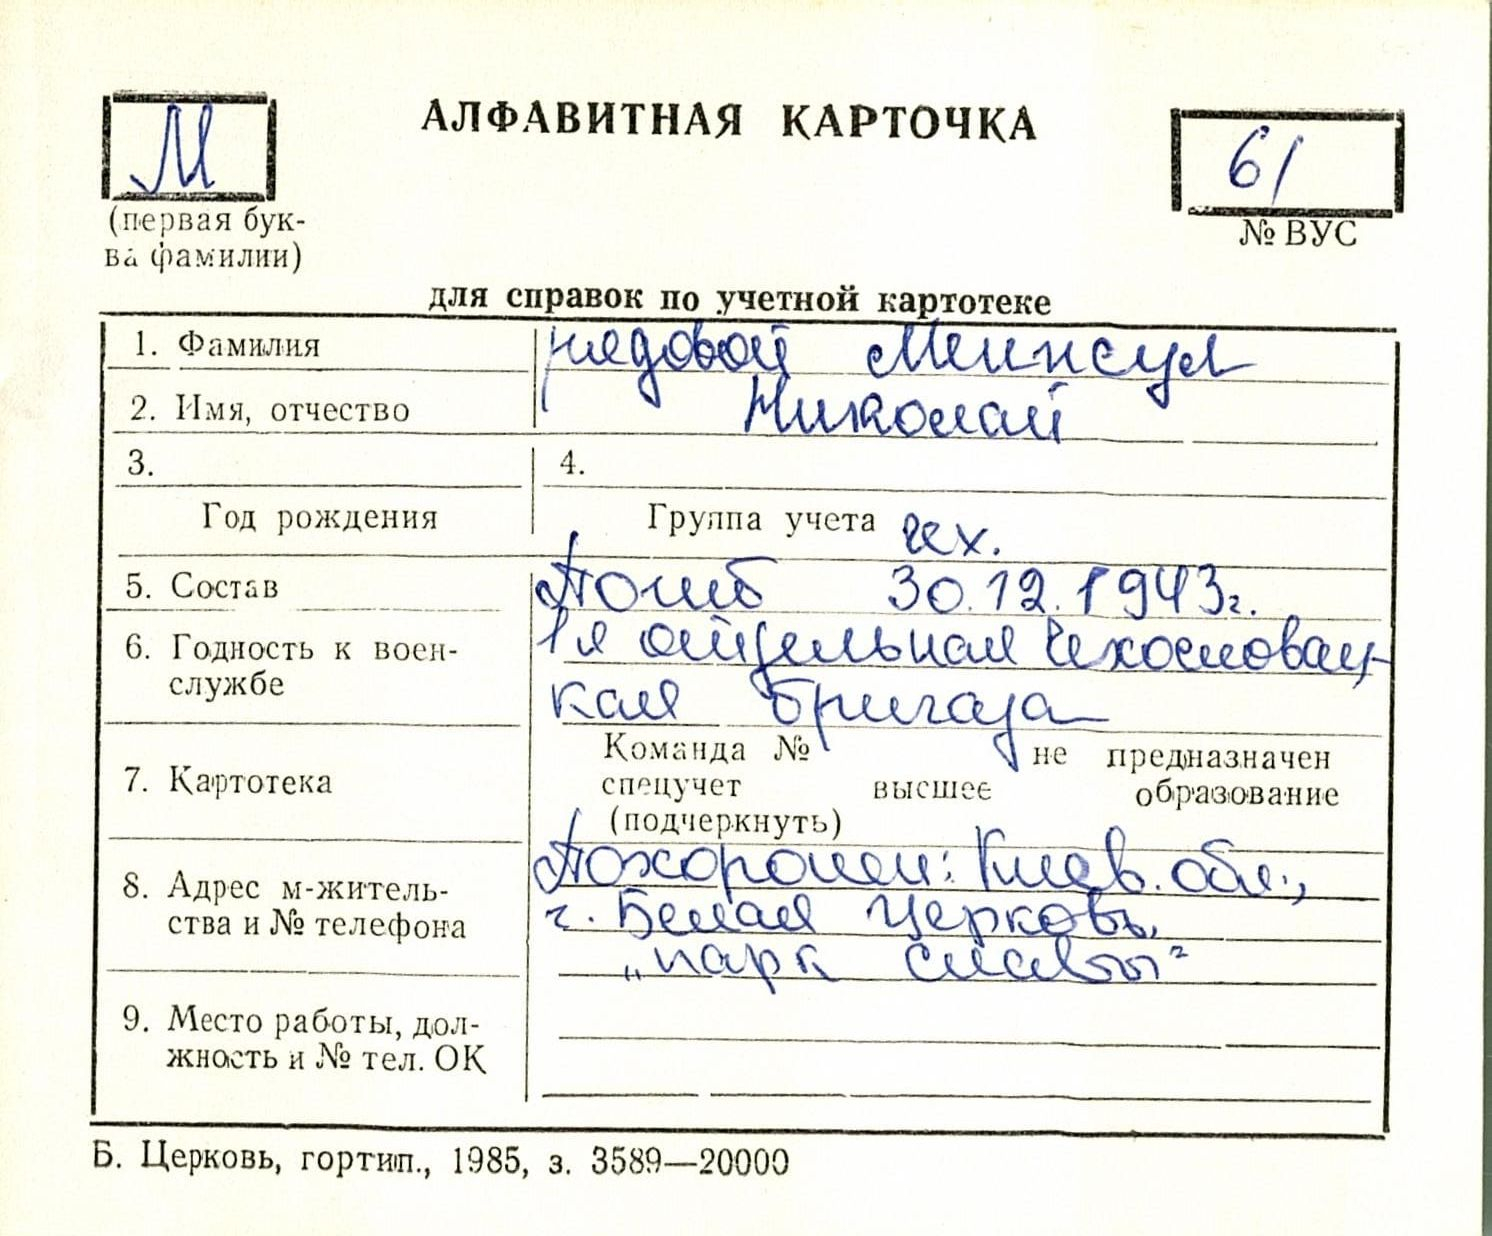 М
АЛФАВИТНАЯ КАРТОЧКА
61
(первая бук-
ва фамилии)
№ ВУС
для справок по учетной картотеке
1. Фамилия
рядовой
2. Имя, отчество
Николай
3.
4.
Год рождения
Группа учета чех.
5. Состав
Погиб 30.12.1943г.
6. Годность к воен-
службе
1я отдельная Чехословац-
кая бригада
7. Картотека
Команда № не предназначен
спецучет высшее образование
(подчеркнуть)
8. Адрес м-житель-
ства и № телефона
Похоронен: Киев. обл.,
г. Белая Церковь,
„парк славы"
9. Место работы, дол-
жность и № тел. ОК
Б. Церковь, гортип., 1985, з. 3589—20000